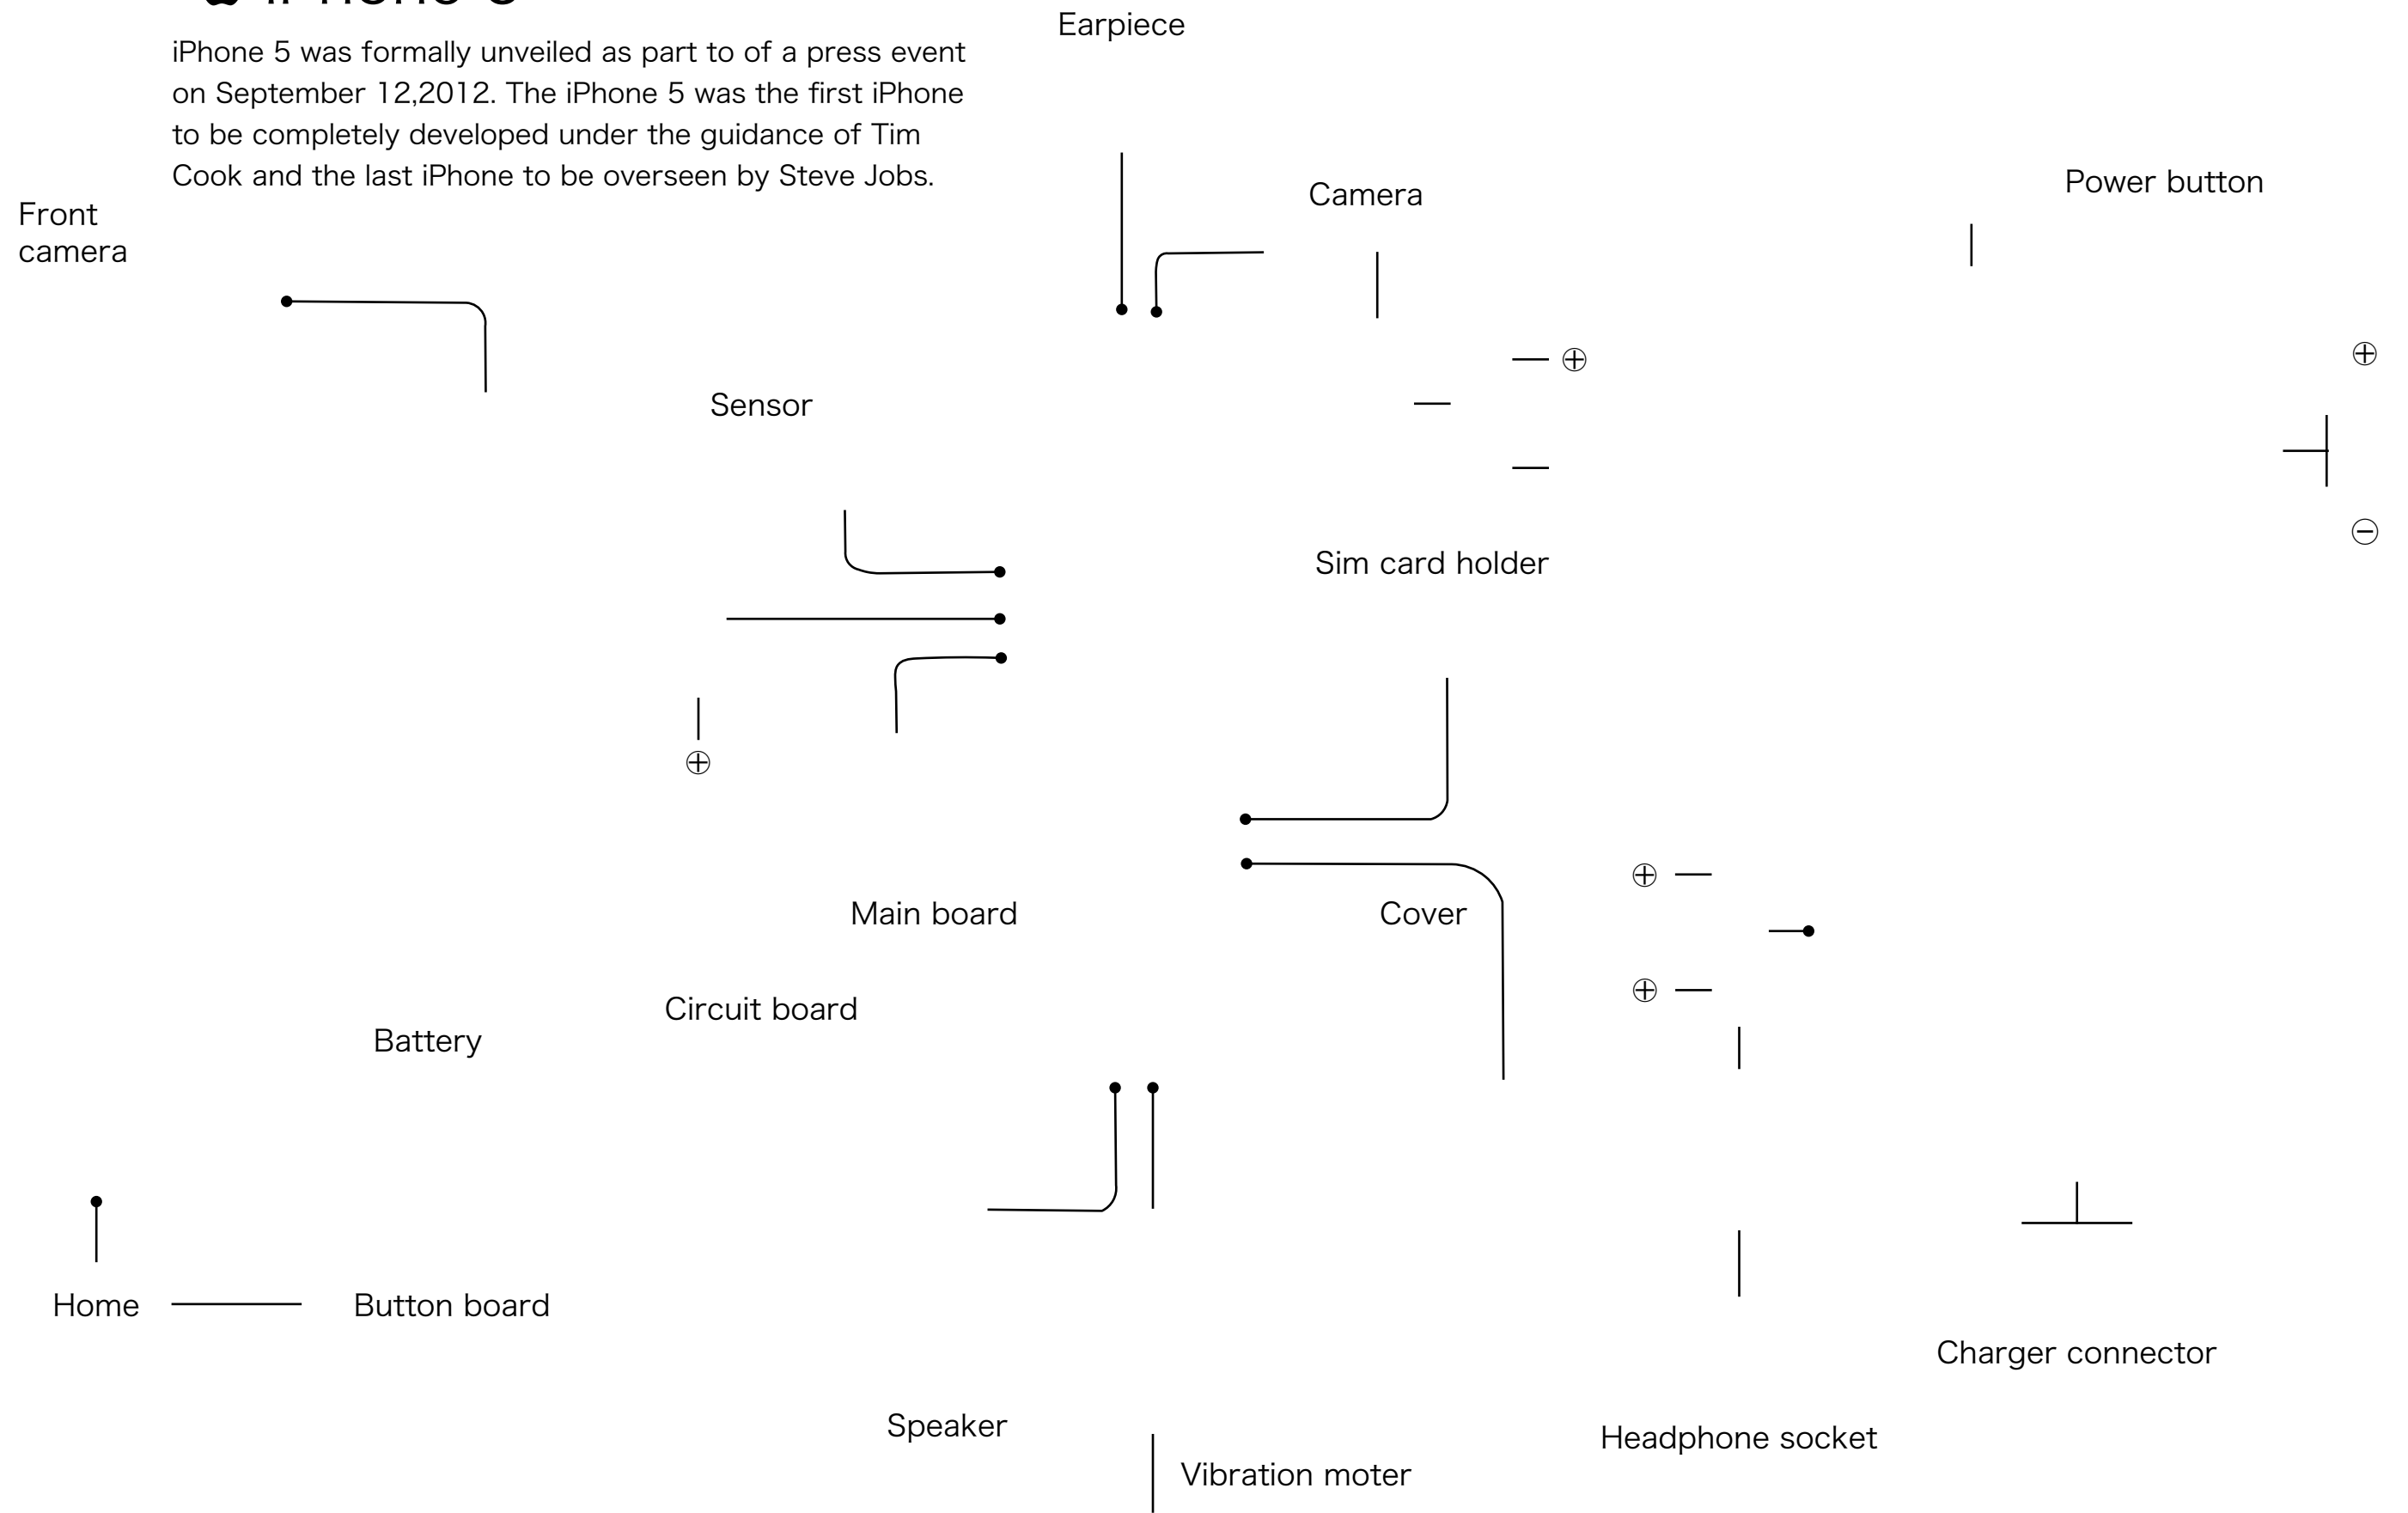 iPhone 5
Earpiece
iPhone 5 was formally unveiled as part to of a press event
on September 12,2012. The iPhone 5 was the first iPhone
to be completely developed under the guidance of Tim
Cook and the last iPhone to be overseen by Steve Jobs.
Camera
Power button
Front
camera
Sensor
Sim card holder
Main board
Cover
Circuit board
Battery
Home
Button board
Charger connector
Speaker
Headphone socket
Vibration moter